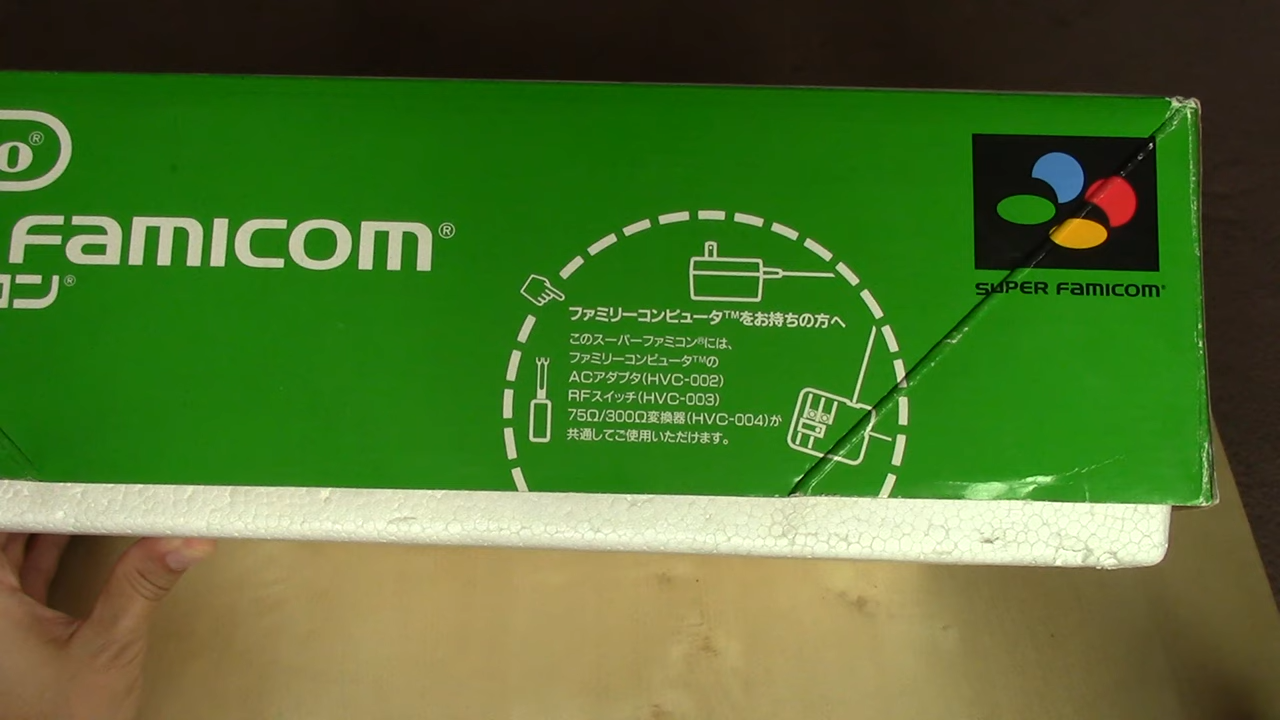 o®
FAMICOM®
コン®
SUPER FAMICOM®
ファミリーコンピュータ™をお持ちの方へ
このスーパーファミコン®には、
ファミリーコンピュータ™の
ACアダプタ(HVC-002)
RFスイッチ(HVC-003)
75Ω/300Ω変換器(HVC-004)が
共通してご使用いただけます。